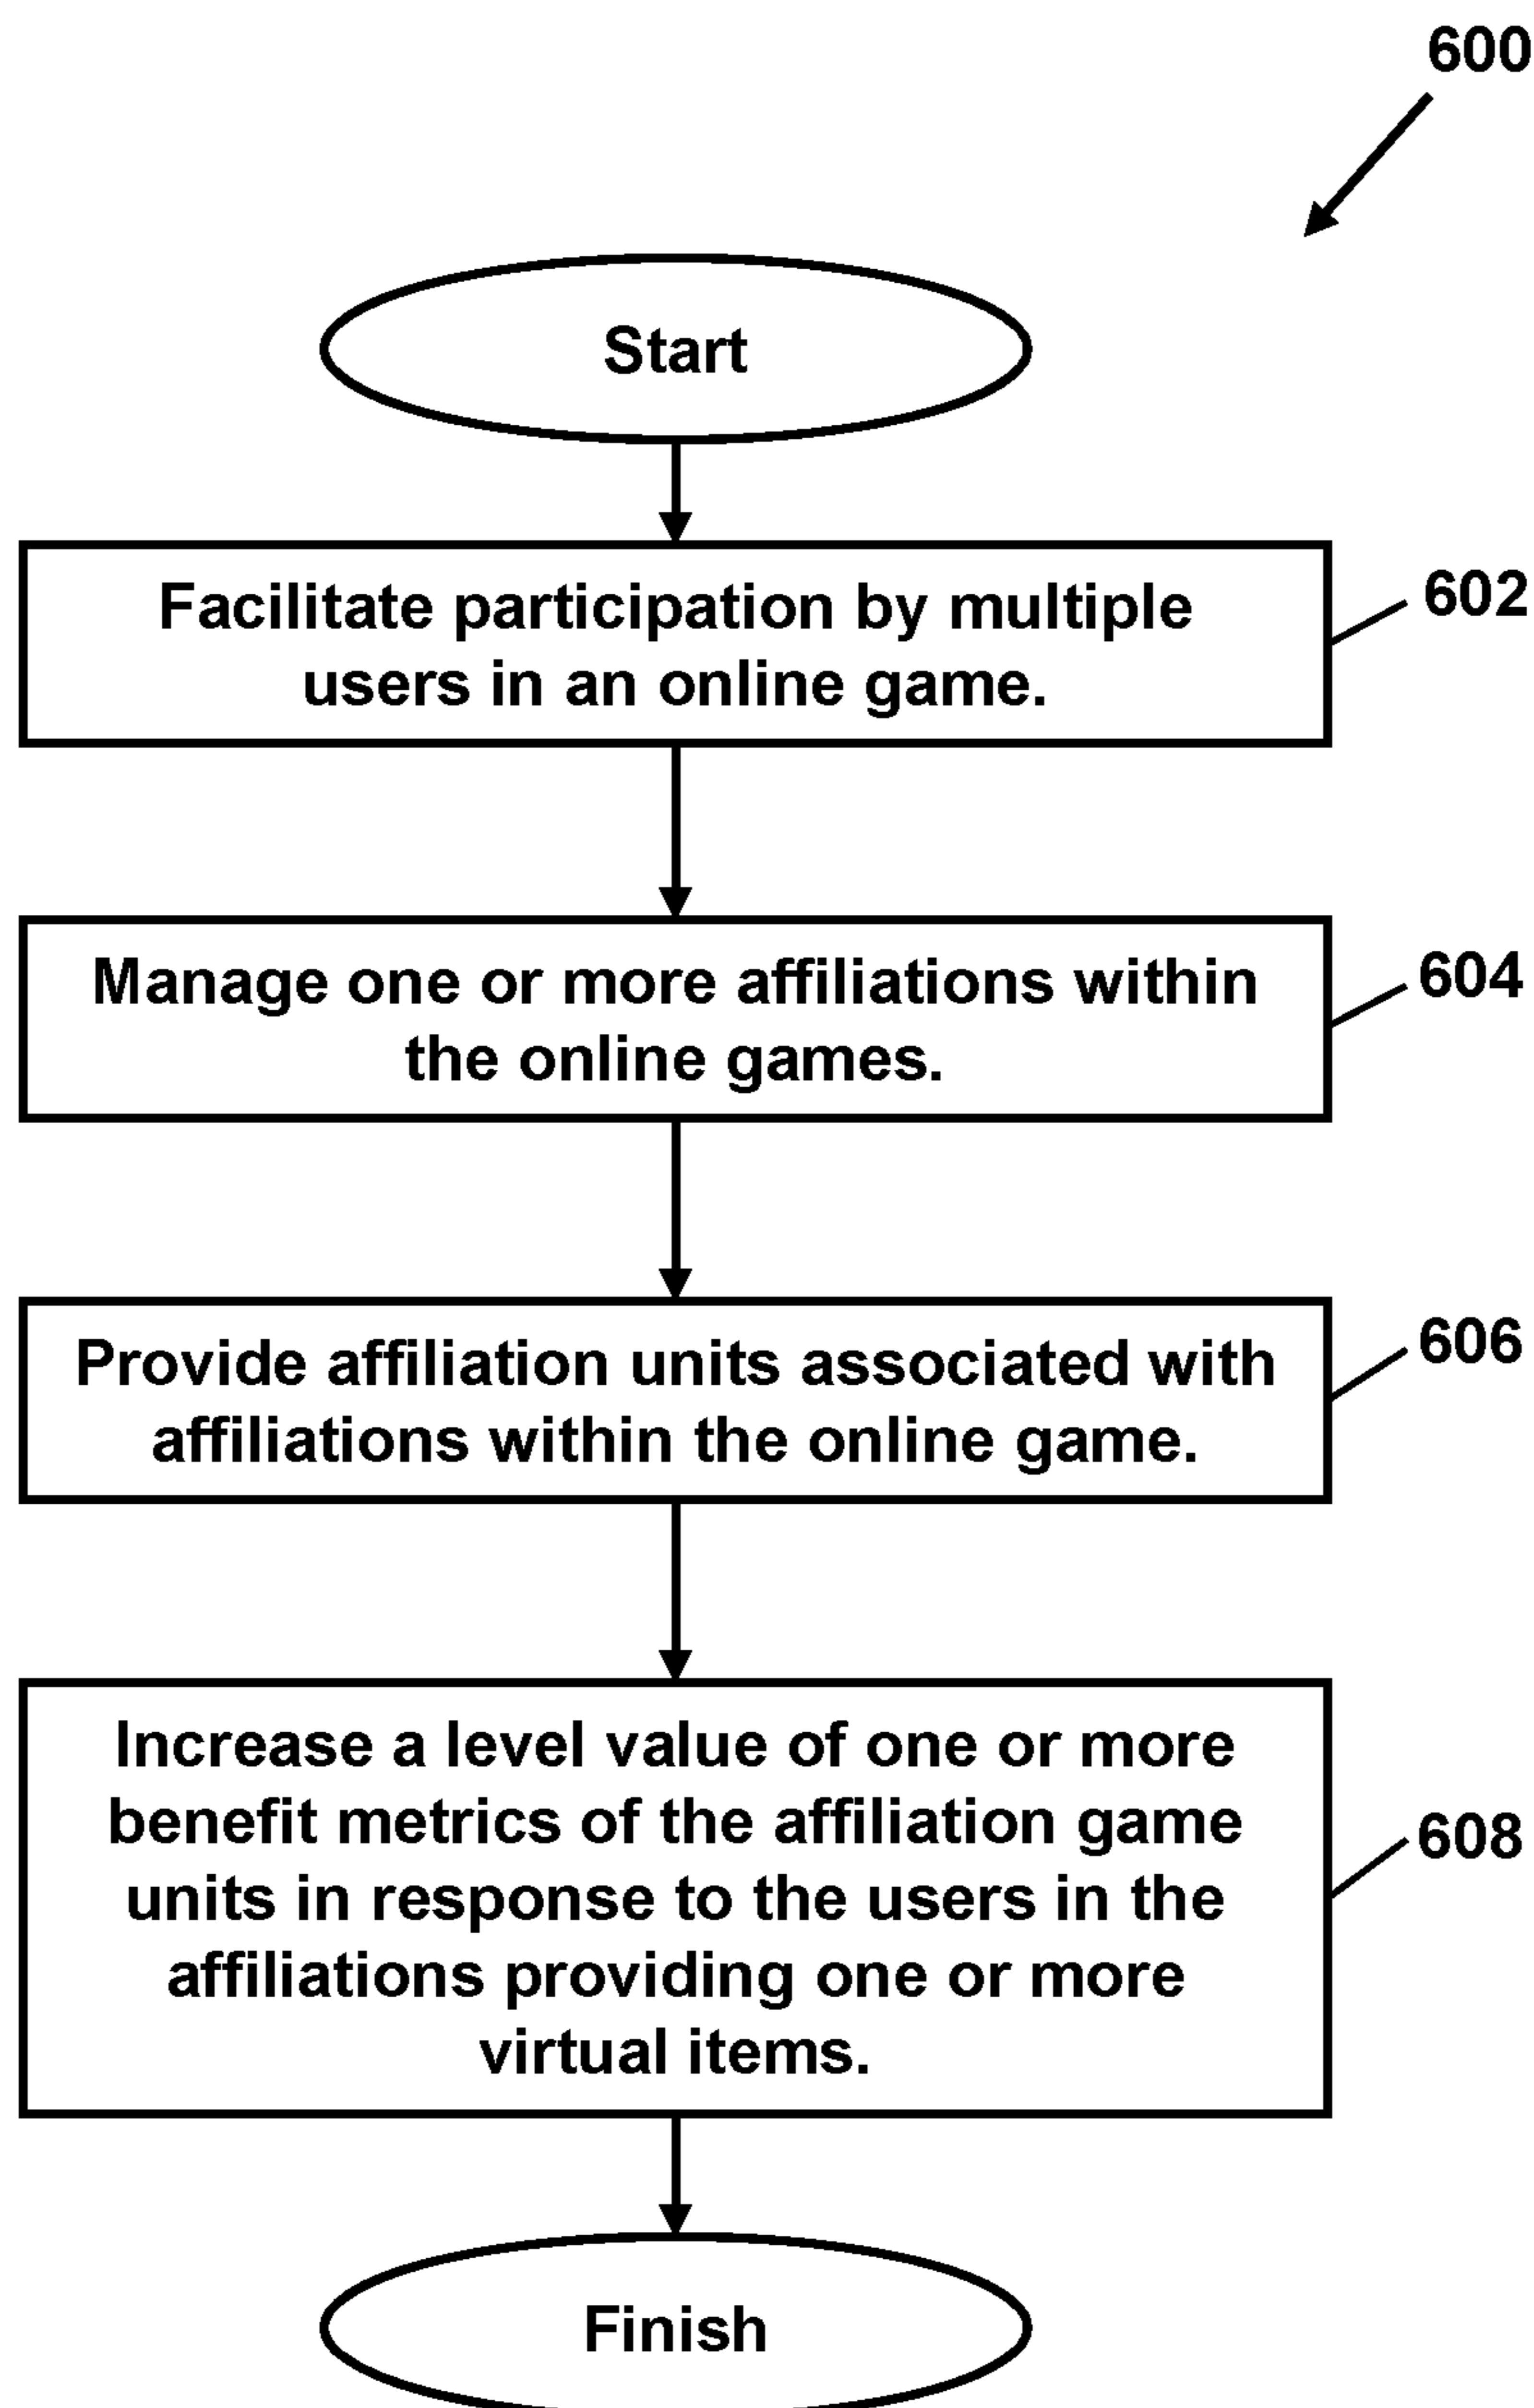 600
Start
Facilitate participation by multiple
users in an online game.
602
Manage one or more affiliations within
the online games.
604
Provide affiliation units associated with
affiliations within the online game.
606
Increase a level value of one or more
benefit metrics of the affiliation game
units in response to the users in the
affiliations providing one or more
virtual items.
608
Finish